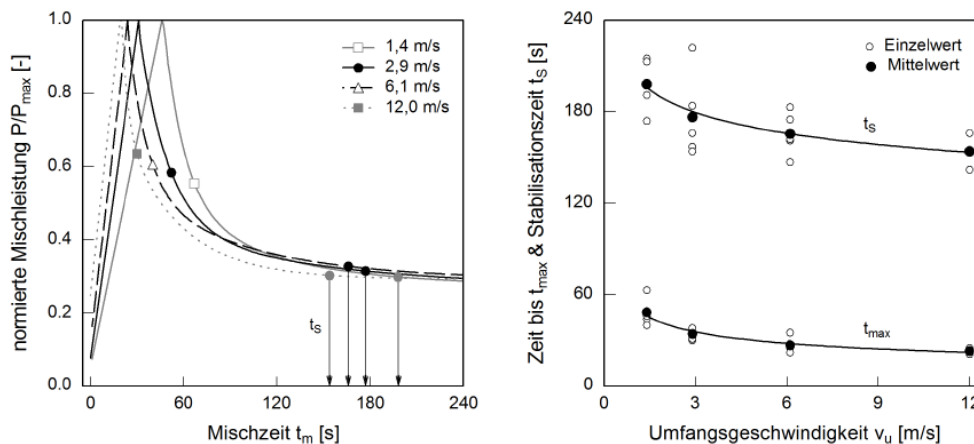 normierte Mischleistung P/Pmax [-]
1.0
0.8
0.6
0.4
0.2
0.0
1,4 m/s
2,9 m/s
6,1 m/s
12,0 m/s
tS
0
60
120
180
240
Mischzeit tm [s]
Zeit bis tmax & Stabilisationszeit tS [s]
240
180
120
60
0
Einzelwert
Mittelwert
tS
tmax
0
3
6
9
12
Umfangsgeschwindigkeit vu [m/s]